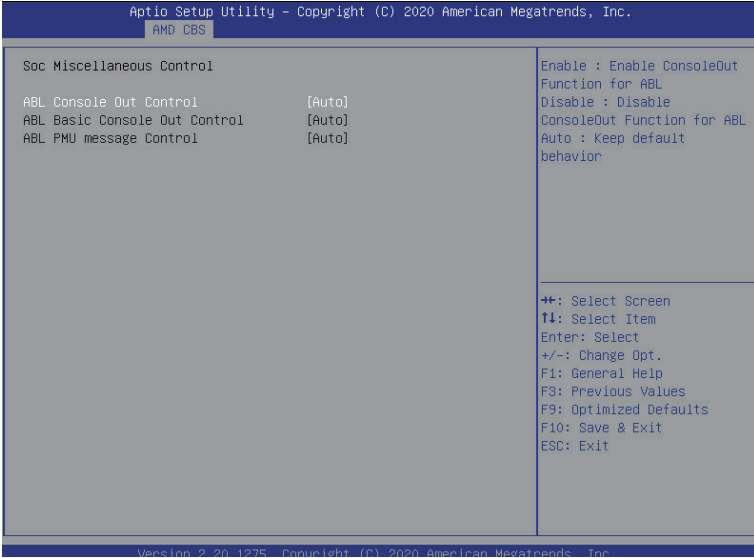 Aptio Setup Utility – Copyright (C) 2020 American Megatrends, Inc.
AMD CBS
Soc Miscellaneous Control
ABL Console Out Control [Auto]
ABL Basic Console Out Control [Auto]
ABL PMU message Control [Auto]
Enable : Enable ConsoleOut
Function for ABL
Disable : Disable
ConsoleOut Function for ABL
Auto : Keep default
behavior
→←: Select Screen
↑↓: Select Item
Enter: Select
+/-: Change Opt.
F1: General Help
F3: Previous Values
F9: Optimized Defaults
F10: Save & Exit
ESC: Exit
Version 2.20.1275. Copyright (C) 2020 American Megatrends, Inc.